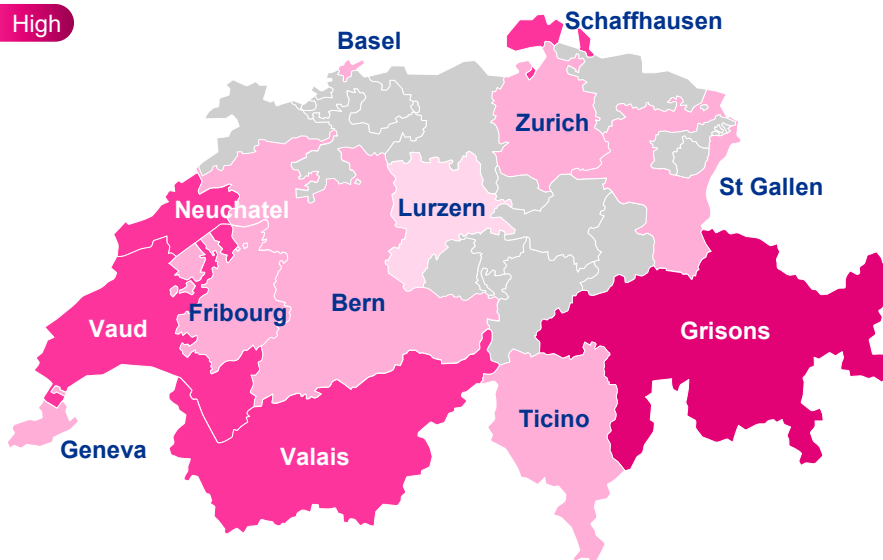 High
Schaffhausen
Basel
Zurich
St Gallen
Neuchatel
Lurzern
Fribourg
Bern
Vaud
Grisons
Ticino
Geneva
Valais